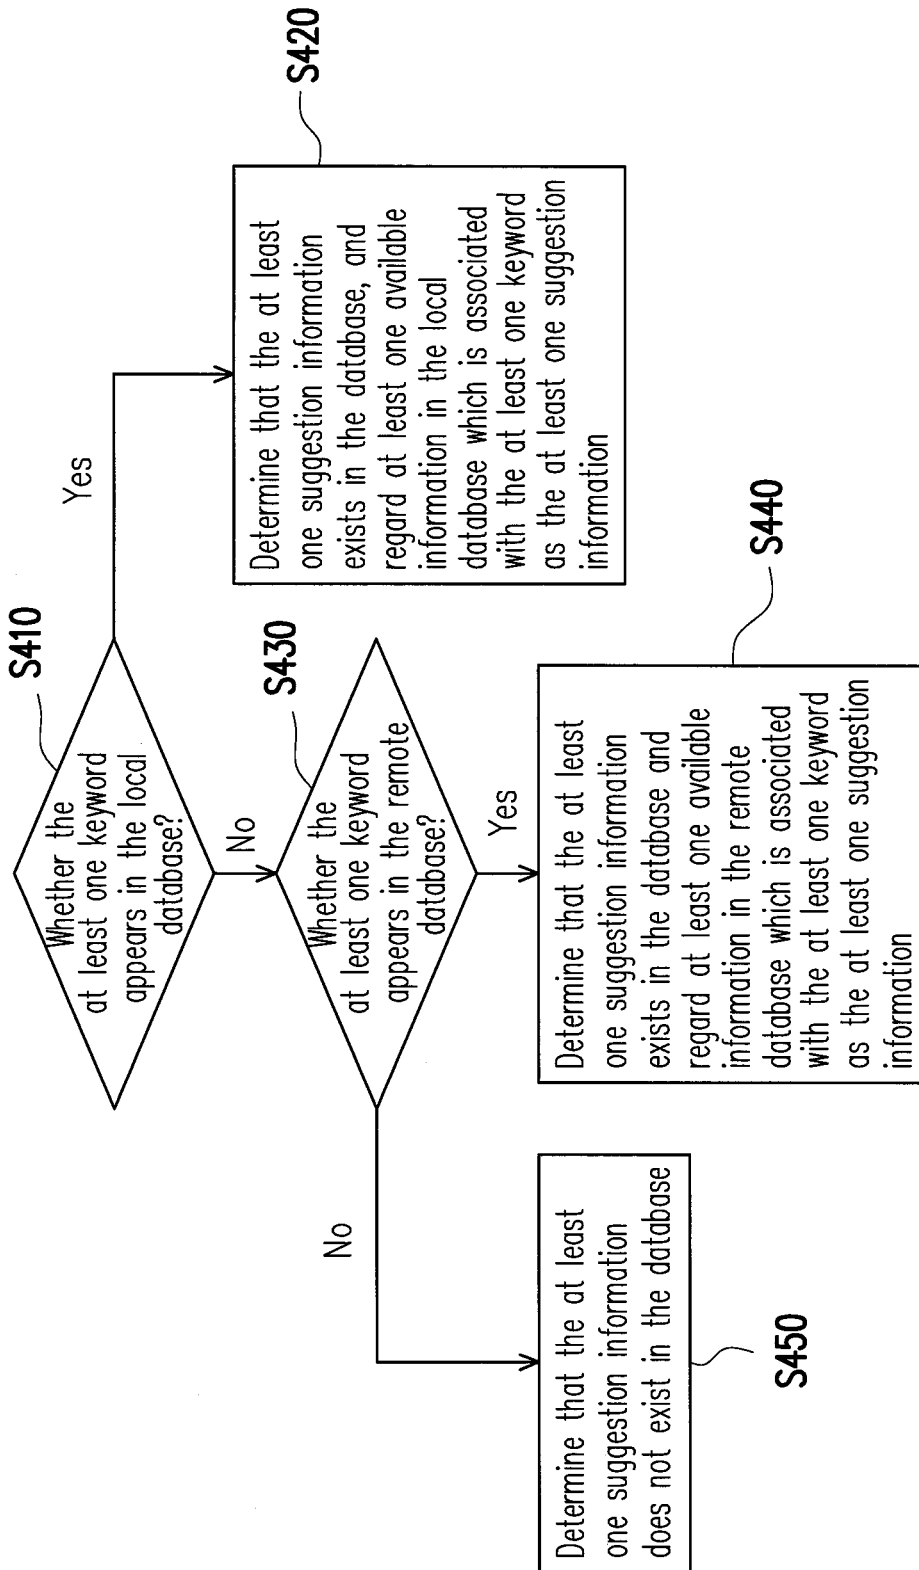 S410
Whether the
at least one keyword
appears in the local
database?
Yes
No
S420
Determine that the at least
one suggestion information
exists in the database, and
regard at least one available
information in the local
database which is associated
with the at least one keyword
as the at least one suggestion
information
S430
Whether the
at least one keyword
appears in the remote
database?
Yes
No
S440
Determine that the at least
one suggestion information
exists in the database and
regard at least one available
information in the remote
database which is associated
with the at least one keyword
as the at least one suggestion
information
Determine that the at least
one suggestion information
does not exist in the database
S450